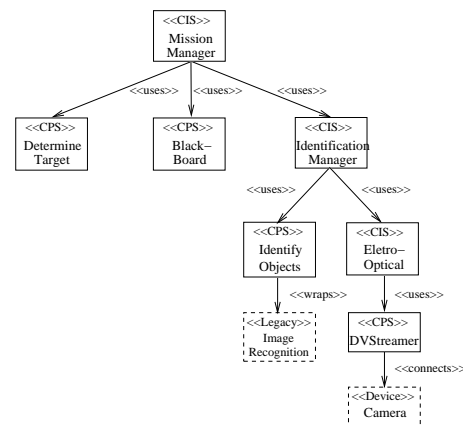 <<CIS>>
Mission
Manager
<<uses>> <<uses>> <<uses>>
<<CPS>>
Determine
Target
<<CPS>>
Black−
Board
<<CIS>>
Identification
Manager
<<uses>> <<uses>>
<<CPS>>
Identify
Objects
<<CIS>>
Eletro−
Optical
<<wraps>> <<uses>>
<<Legacy>>
Image
Recognition
<<CPS>>
DVStreamer
<<connects>>
<<Device>>
Camera